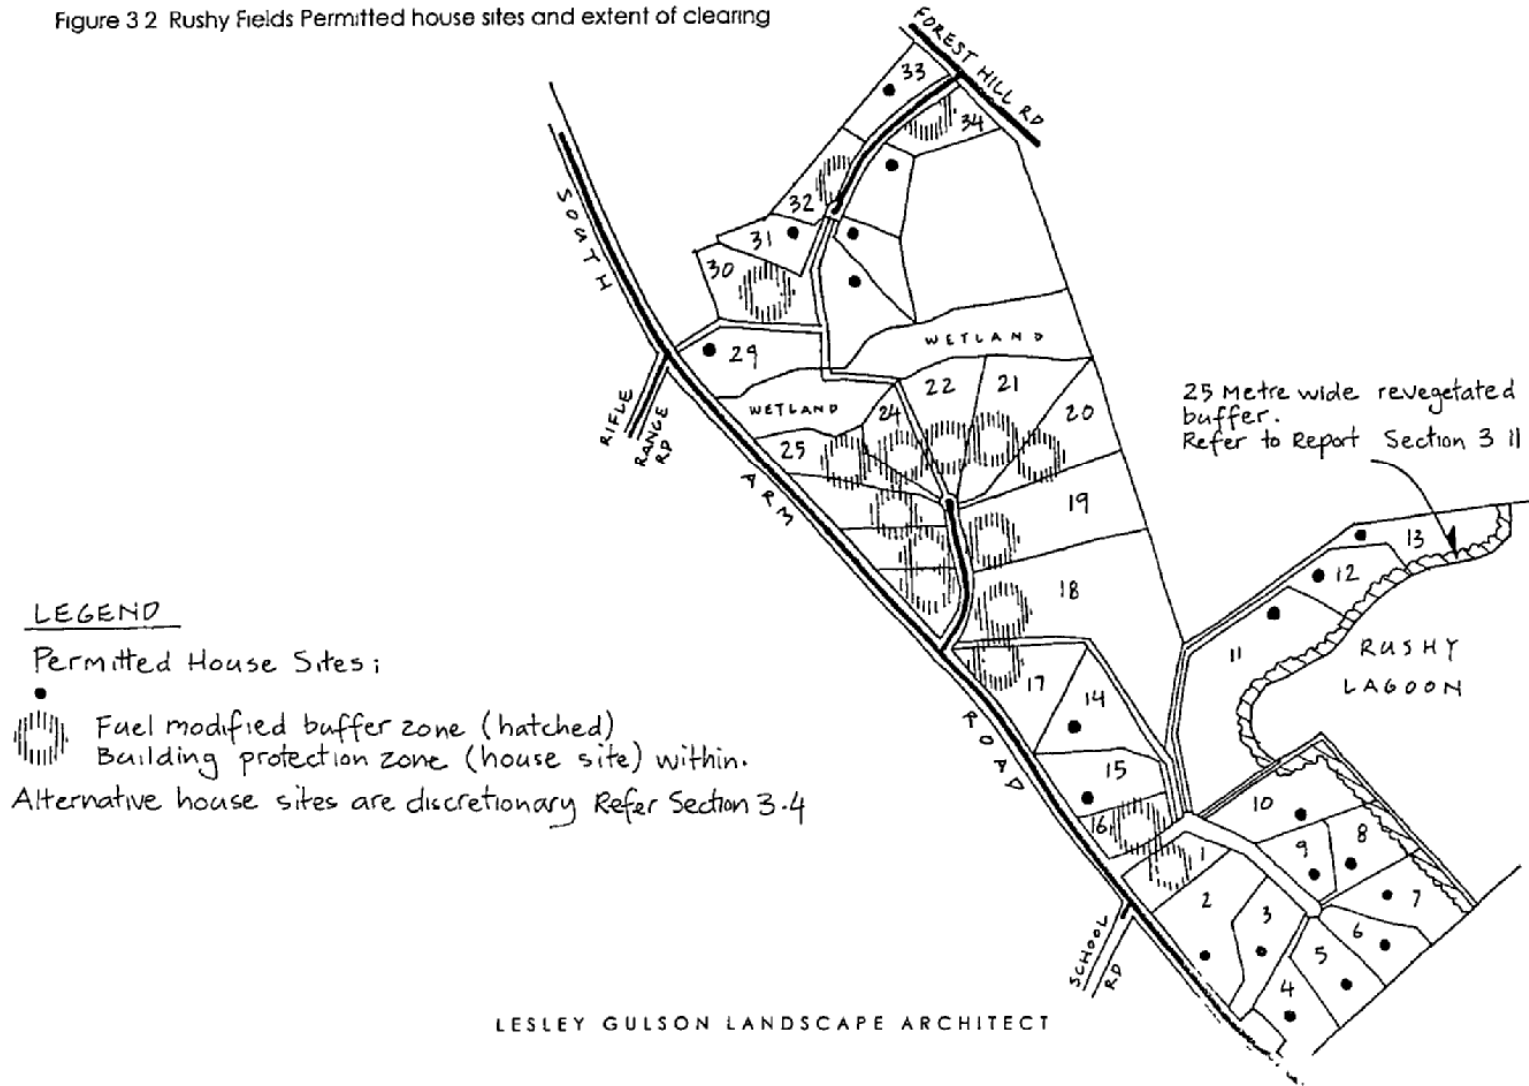 Figure 3 2 Rushy Fields Permitted house sites and extent of clearing
FOREST HILL RD
33
34
32
31
30
SOUTH
WETLAND
29
22
21
20
25 Metre wide revegetated
buffer.
Refer to Report Section 3 11
RIFLE
RANGE
RD
WETLAND
24
25
ARM
19
13
12
18
11
RUSHY
LAGOON
LEGEND
Permitted House Sites;
Fuel modified buffer zone (hatched)
Building protection zone (house site) within.
Alternative house sites are discretionary Refer Section 3.4
17
14
ROAD
15
16
10
1
9
8
2
3
7
6
5
4
SCHOOL
RD
LESLEY GULSON LANDSCAPE ARCHITECT